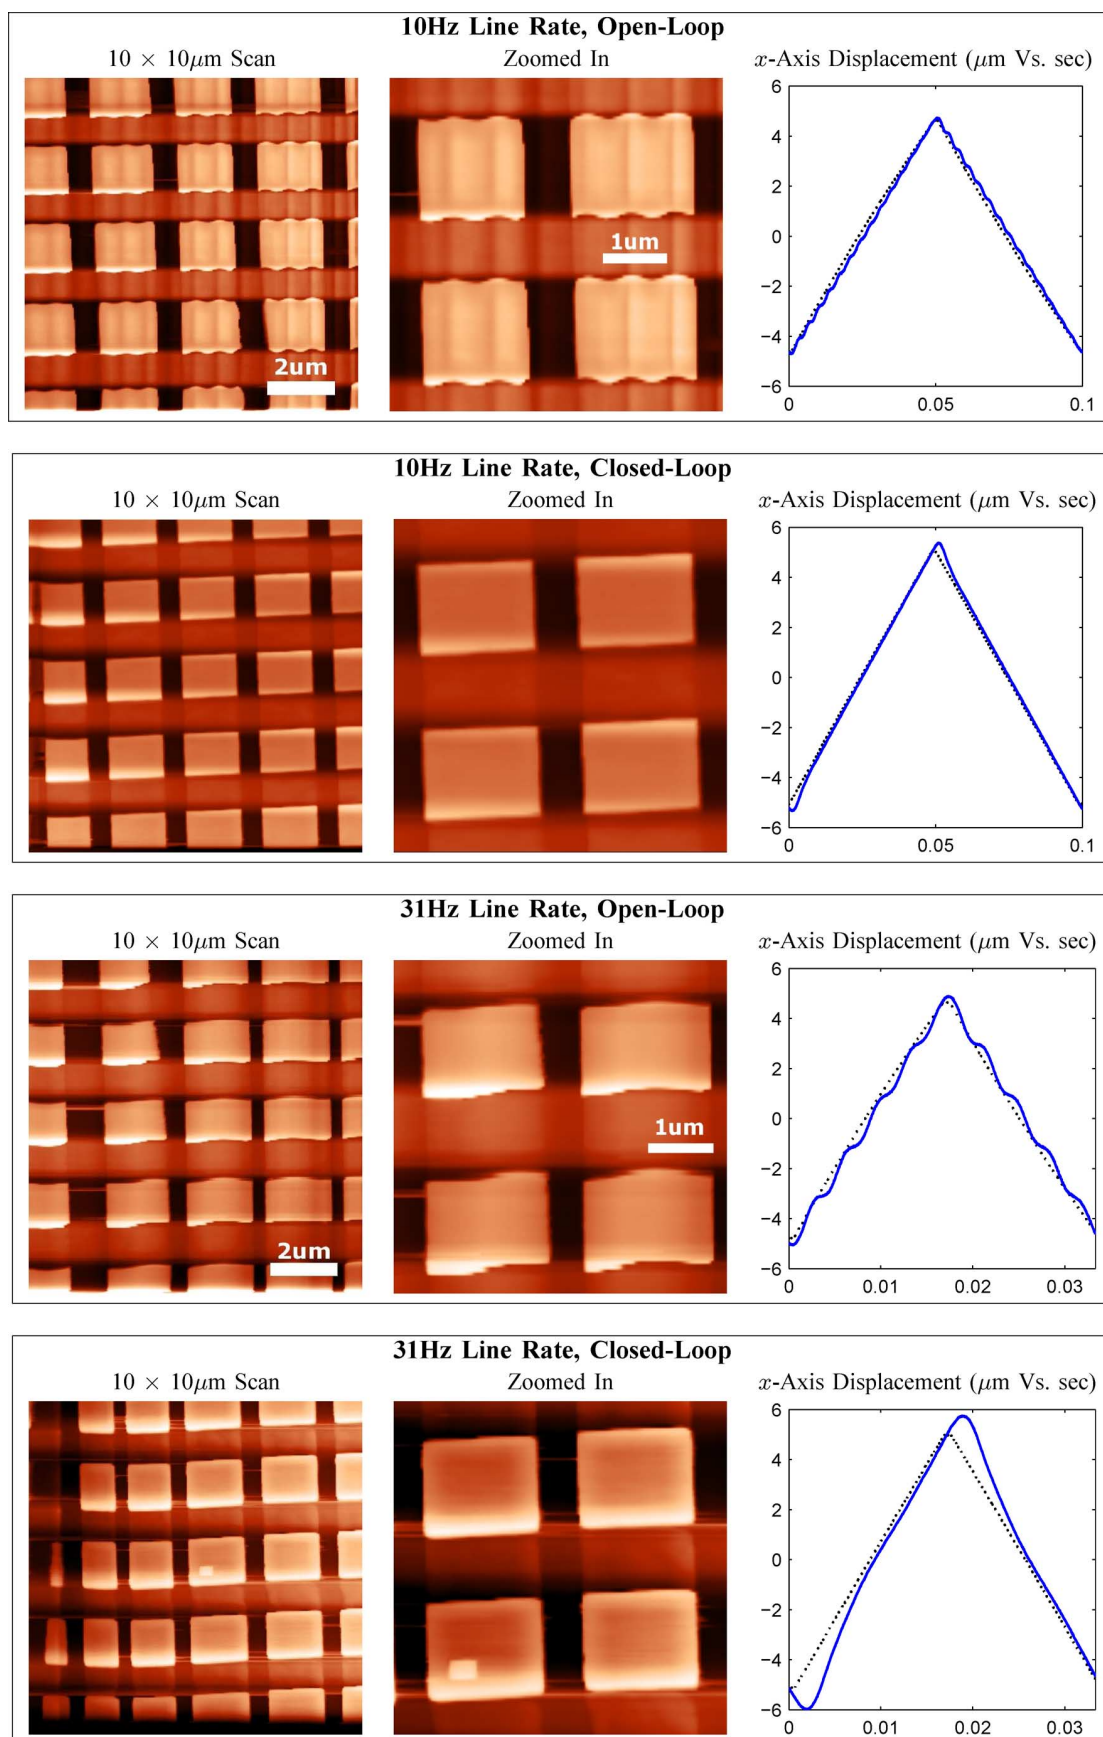 10Hz Line Rate, Open-Loop
10 × 10μm Scan
Zoomed In
x-Axis Displacement (μm Vs. sec)
2um
1um
6
4
2
0
−2
−4
−6
0
0.05
0.1
10Hz Line Rate, Closed-Loop
10 × 10μm Scan
Zoomed In
x-Axis Displacement (μm Vs. sec)
6
4
2
0
−2
−4
−6
0
0.05
0.1
31Hz Line Rate, Open-Loop
10 × 10μm Scan
Zoomed In
x-Axis Displacement (μm Vs. sec)
2um
1um
6
4
2
0
−2
−4
−6
0
0.01
0.02
0.03
31Hz Line Rate, Closed-Loop
10 × 10μm Scan
Zoomed In
x-Axis Displacement (μm Vs. sec)
6
4
2
0
−2
−4
−6
0
0.01
0.02
0.03